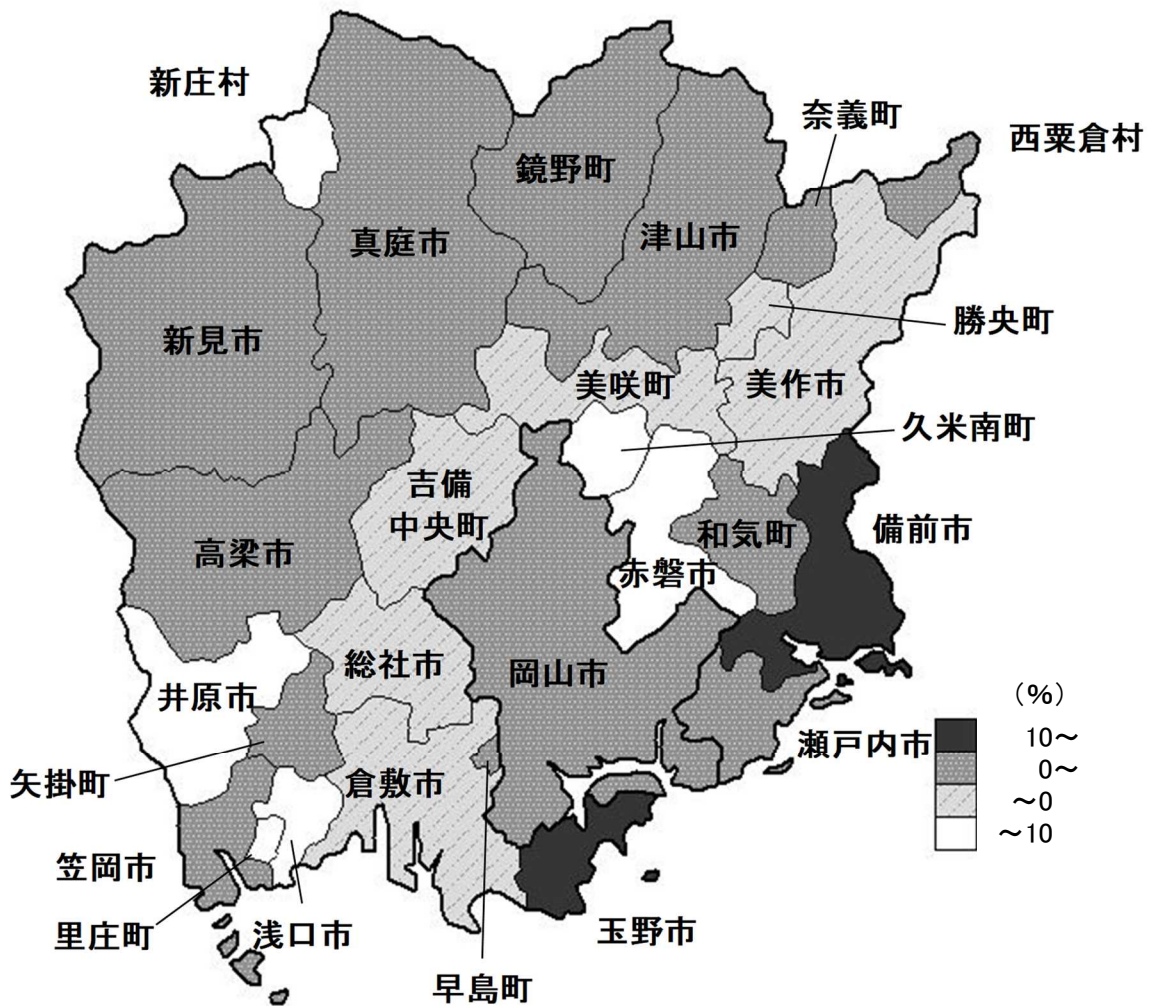 新庄村
奈義町
西粟倉村
鏡野町
津山市
真庭市
勝央町
新見市
美咲町
美作市
久米南町
吉備
中央町
備前市
和気町
高梁市
赤磐市
総社市
岡山市
井原市
(%)
10~
瀬戸内市
0~
矢掛町
倉敷市
~0
~10
笠岡市
里庄町
浅口市
玉野市
早島町